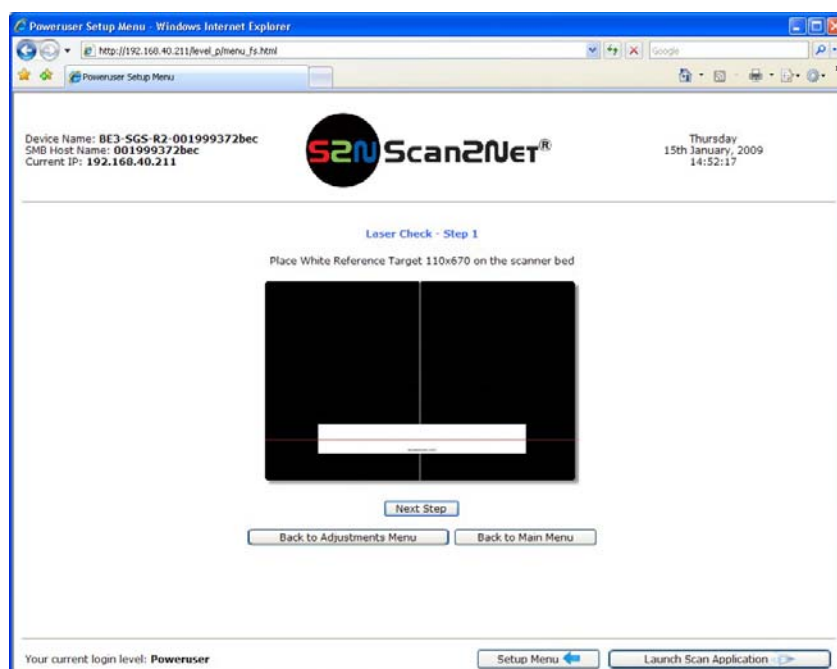 Poweruser Setup Menu - Windows Internet Explorer
http://192.168.40.211/level_p/menu_fs.html
Google
Poweruser Setup Menu
Device Name: BE3-SGS-R2-001999372bec
SMB Host Name: 001999372bec
Current IP: 192.168.40.211
S2N Scan2Net®
Thursday
15th January, 2009
14:52:17
Laser Check - Step 1
Place White Reference Target 110x670 on the scanner bed
Next Step
Back to Adjustments Menu
Back to Main Menu
Your current login level: Poweruser
Setup Menu
Launch Scan Application